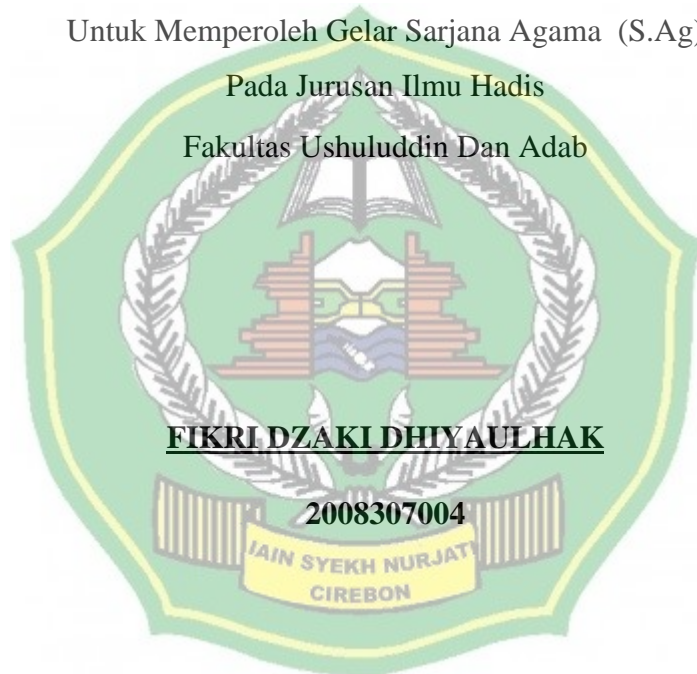 Untuk Memperoleh Gelar Sarjana Agama (S.Ag)
Pada Jurusan Ilmu Hadis
Fakultas Ushuluddin Dan Adab
FIKRI DZAKI DHIYAULHAK
2008307004
IAIN SYEKH NURJATI
CIREBON